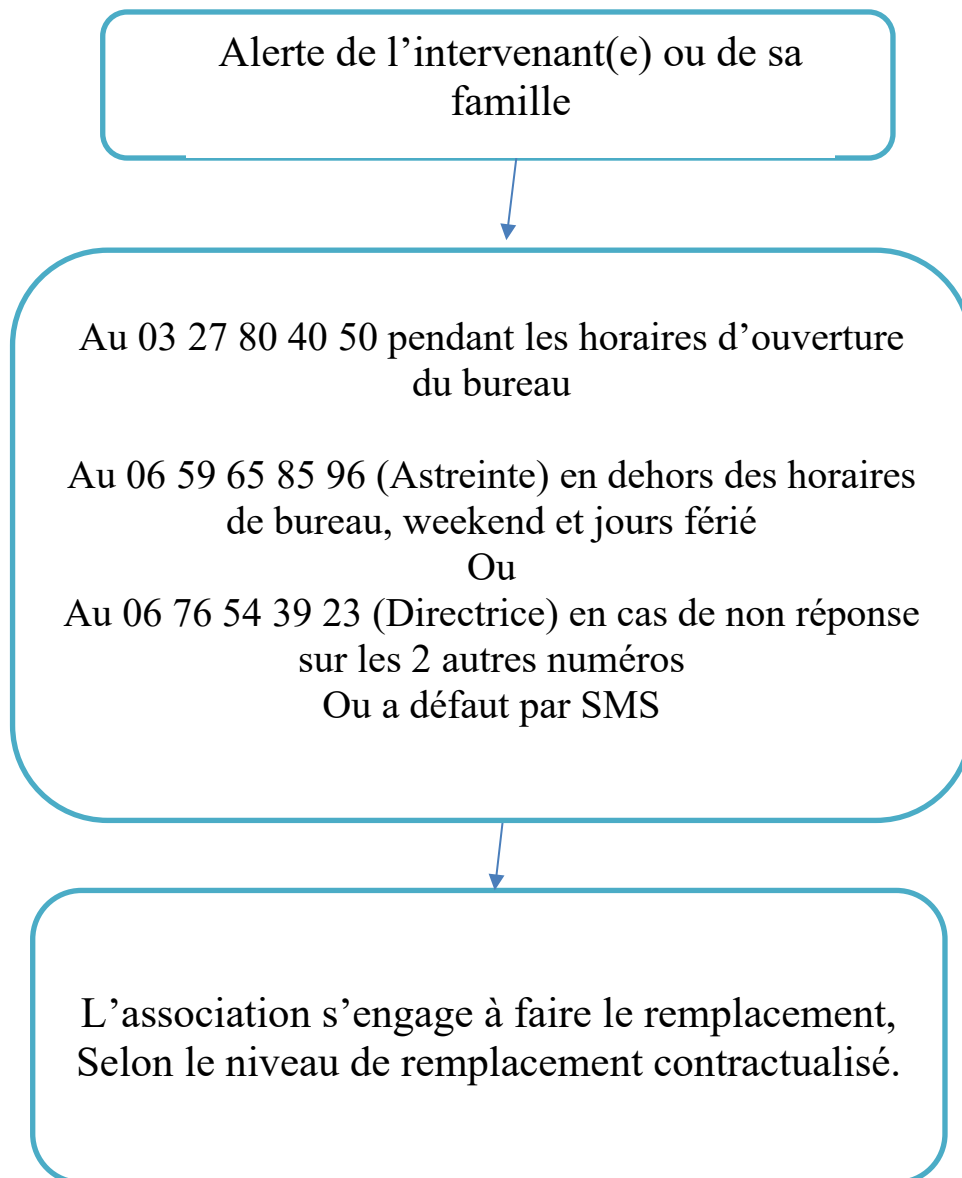 Alerte de l’intervenant(e) ou de sa
famille
Au 03 27 80 40 50 pendant les horaires d’ouverture
du bureau
Au 06 59 65 85 96 (Astreinte) en dehors des horaires
de bureau, weekend et jours férié
Ou
Au 06 76 54 39 23 (Directrice) en cas de non réponse
sur les 2 autres numéros
Ou a défaut par SMS
L’association s’engage à faire le remplacement,
Selon le niveau de remplacement contractualisé.